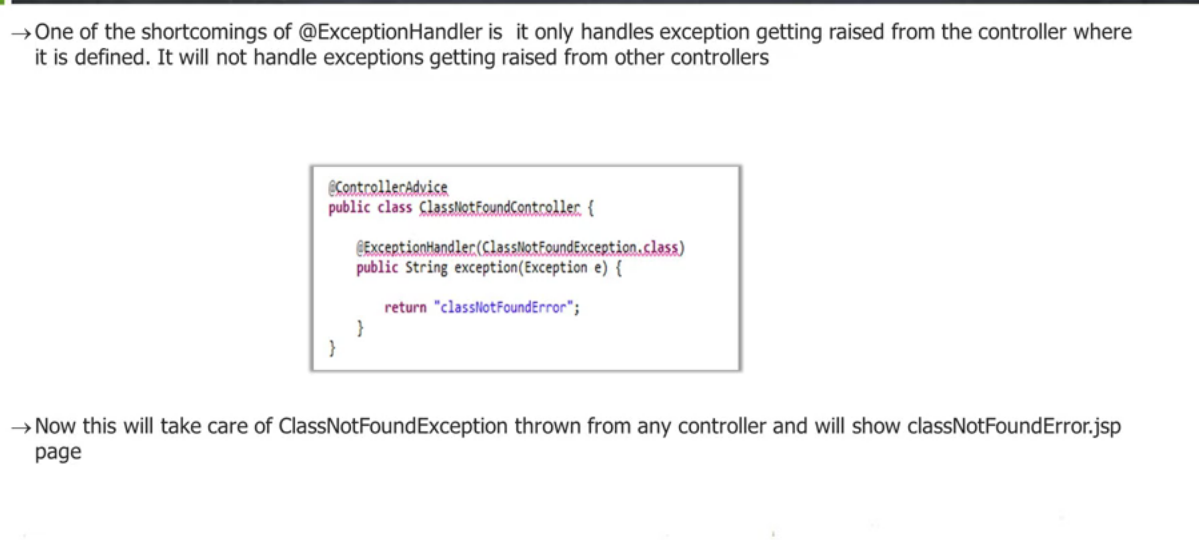 →One of the shortcomings of @ExceptionHandler is it only handles exception getting raised from the controller where
it is defined. It will not handle exceptions getting raised from other controllers
@ControllerAdvice
public class ClassNotFoundController {
@ExceptionHandler(ClassNotFoundException.class)
public String exception(Exception e) {
return "classNotFoundError";
}
}
→Now this will take care of ClassNotFoundException thrown from any controller and will show classNotFoundError.jsp
page